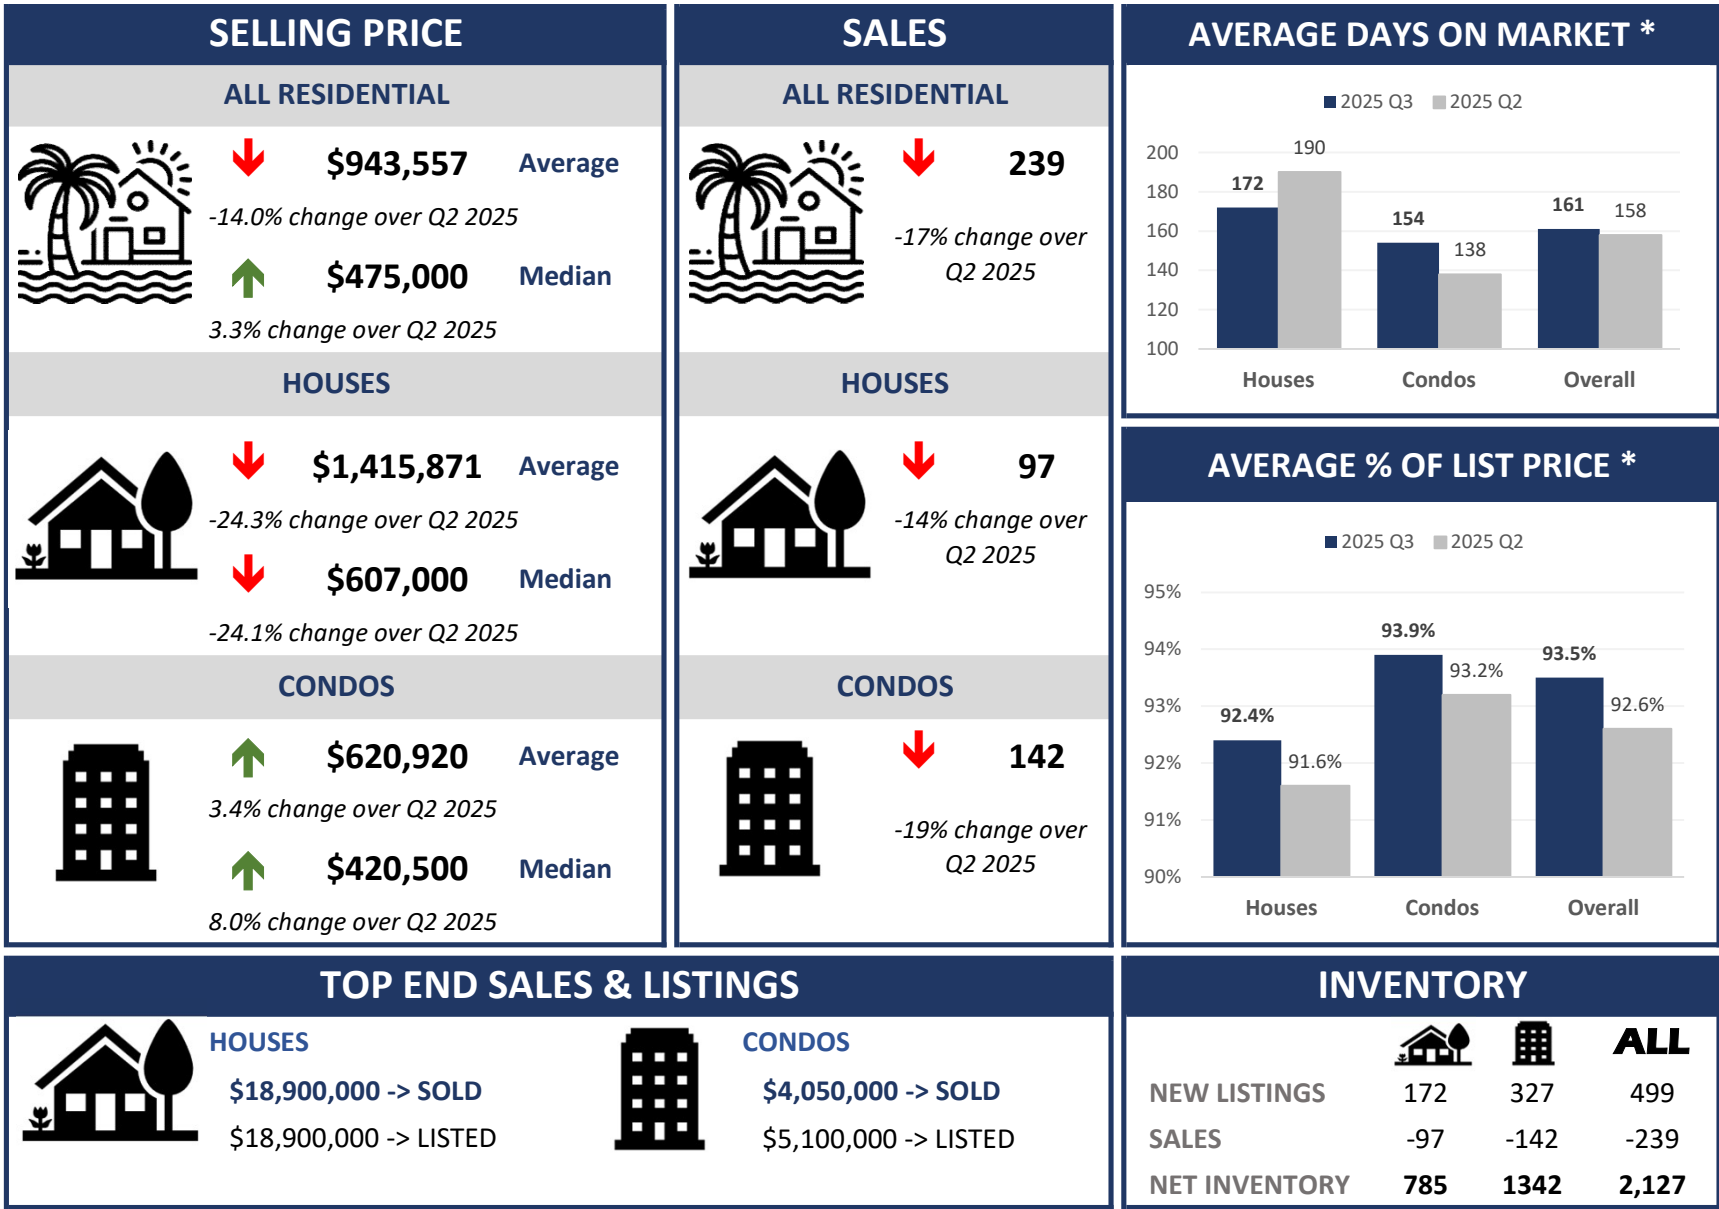 SELLING PRICE
ALL RESIDENTIAL
$943,557 Average
-14.0% change over Q2 2025
$475,000 Median
3.3% change over Q2 2025
HOUSES
$1,415,871 Average
-24.3% change over Q2 2025
$607,000 Median
-24.1% change over Q2 2025
CONDOS
$620,920 Average
3.4% change over Q2 2025
$420,500 Median
8.0% change over Q2 2025
SALES
ALL RESIDENTIAL
239
-17% change over
Q2 2025
HOUSES
97
-14% change over
Q2 2025
CONDOS
142
-19% change over
Q2 2025
AVERAGE DAYS ON MARKET *
2025 Q3 2025 Q2
200
180
160
140
120
100
172 190
154 138
161 158
Houses Condos Overall
AVERAGE % OF LIST PRICE *
2025 Q3 2025 Q2
95%
94%
93%
92%
91%
90%
92.4% 91.6%
93.9% 93.2%
93.5% 92.6%
Houses Condos Overall
TOP END SALES & LISTINGS
HOUSES
$18,900,000 -> SOLD
$18,900,000 -> LISTED
CONDOS
$4,050,000 -> SOLD
$5,100,000 -> LISTED
INVENTORY
ALL
NEW LISTINGS 172 327 499
SALES -97 -142 -239
NET INVENTORY 785 1342 2,127